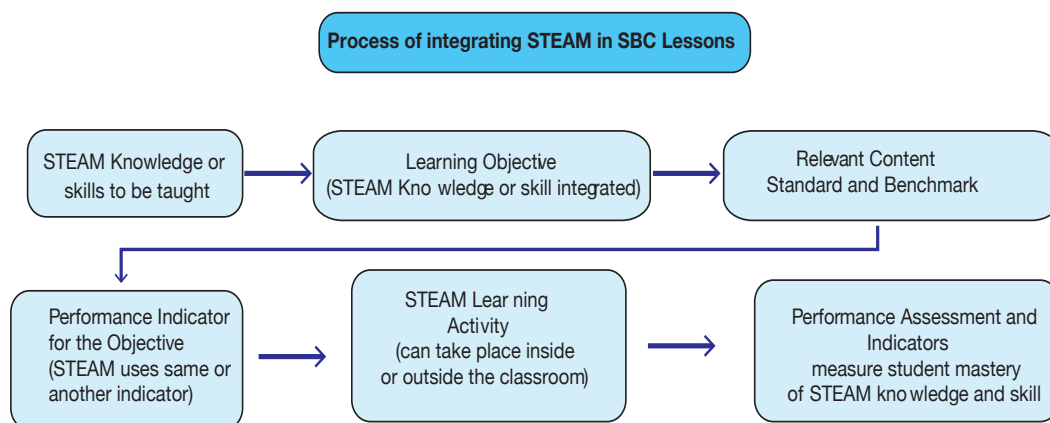 Process of integrating STEAM in SBC Lessons
STEAM Knowledge or
skills to be taught
Learning Objective
(STEAM Kno wledge or skill integrated)
Relevant Content
Standard and Benchmark
Performance Indicator
for the Objective
(STEAM uses same or
another indicator)
STEAM Lear ning
Activity
(can take place inside
or outside the classroom)
Performance Assessment and
Indicators
measure student mastery
of STEAM kno wledge and skill